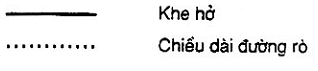 Khe hở
Chiều dài đường rò